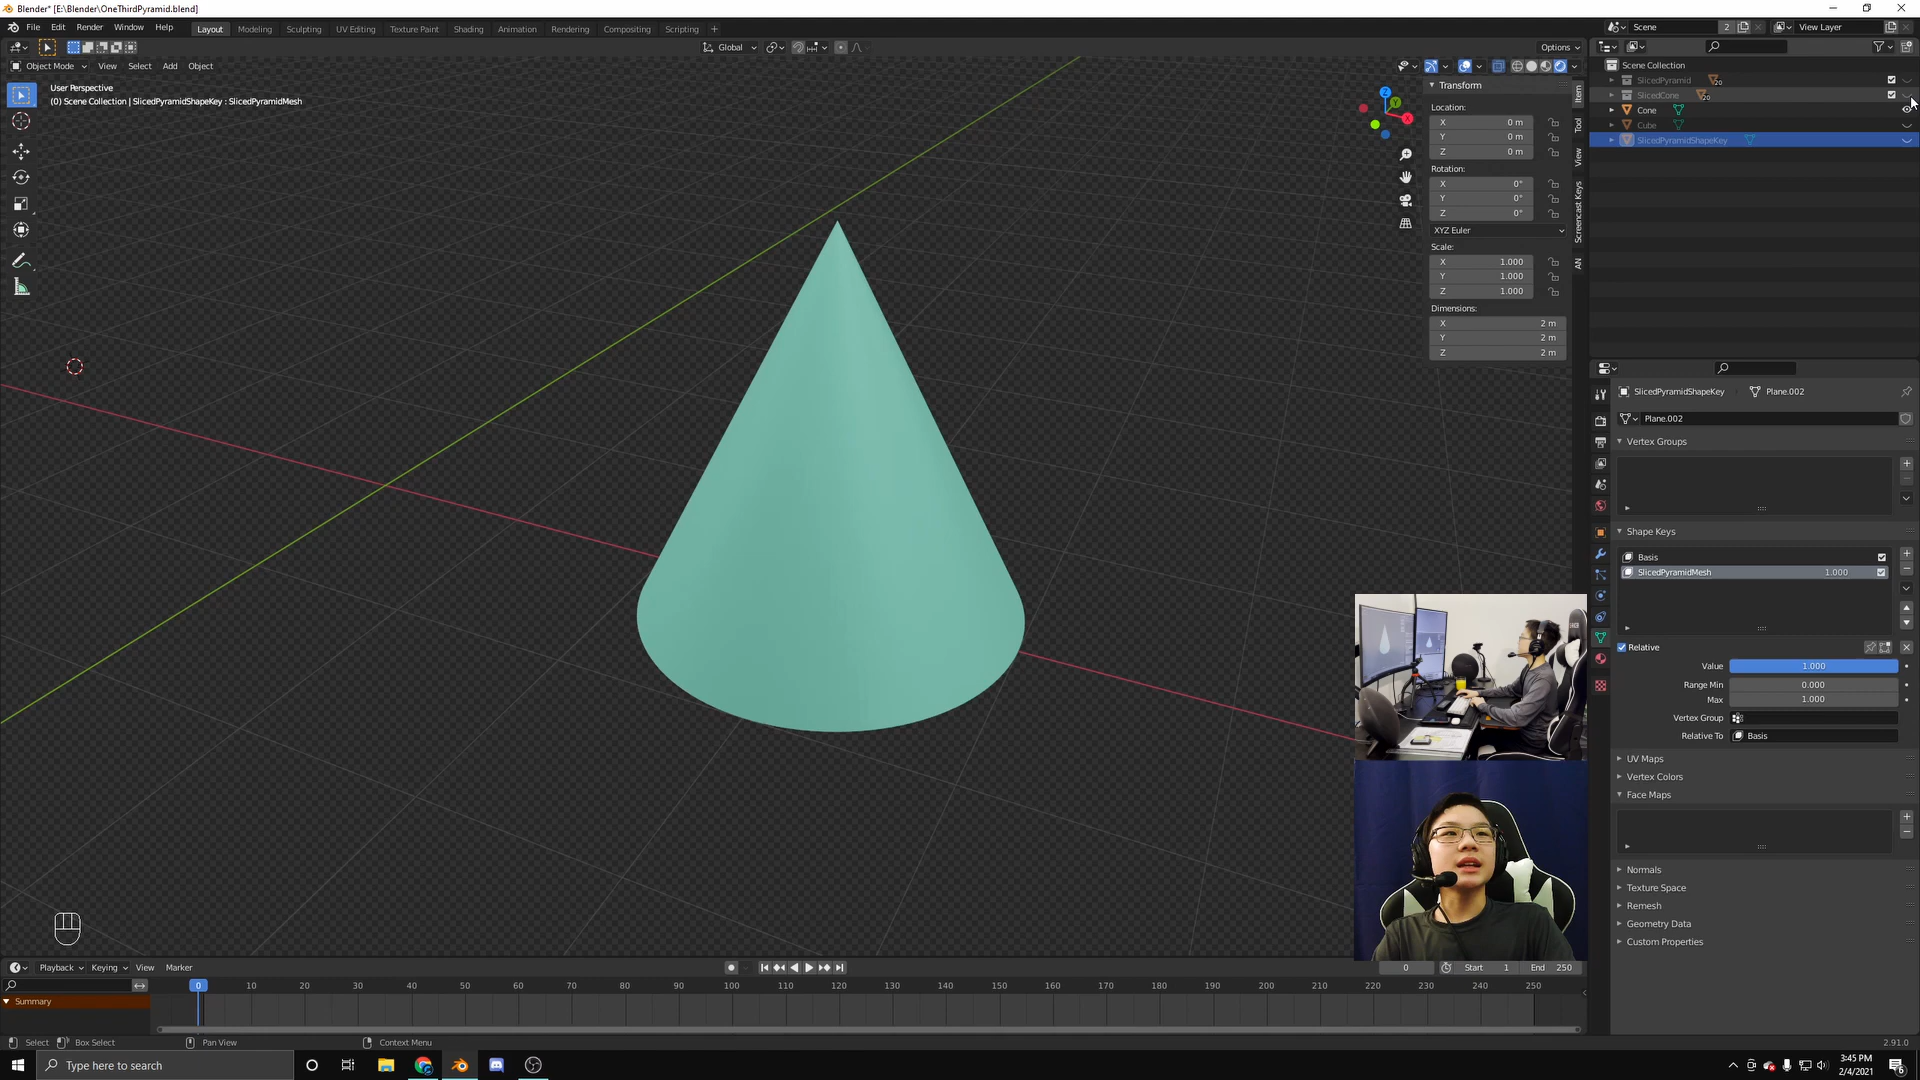 Blender* [E:\Blender\OneThirdPyramid.blend]
File Edit Render Window Help
Layout Modeling Sculpting UV Editing Texture Paint Shading Animation Rendering Compositing Scripting +
Scene 2 View Layer
Global Options
Object Mode View Select Add Object
User Perspective
(0) Scene Collection | SlicedPyramidShapeKey : SlicedPyramidMesh
Scene Collection
SlicedPyramid 20
SlicedCone 20
Cone
Cube
SlicedPyramidShapeKey
Item
Tool
View
Screencast Keys
AN
Transform
Location:
X 0 m
Y 0 m
Z 0 m
Rotation:
X 0°
Y 0°
Z 0°
XYZ Euler
Scale:
X 1.000
Y 1.000
Z 1.000
Dimensions:
X 2 m
Y 2 m
Z 2 m
Z
Y
X
SlicedPyramidShapeKey Plane.002
Plane.002
Vertex Groups
Shape Keys
Basis
SlicedPyramidMesh 1.000
Relative
Value 1.000
Range Min 0.000
Max 1.000
Vertex Group
Relative To Basis
UV Maps
Vertex Colors
Face Maps
Normals
Texture Space
Remesh
Geometry Data
Custom Properties
Playback Keying View Marker
0 Start 1 End 250
0 10 20 30 40 50 60 70 80 90 100 110 120 130 140 150 160 170 180 190 200 210 220 230 240 250
Summary
Select Box Select Pan View Context Menu 2.91.0
Type here to search
3:45 PM
2/4/2021
6